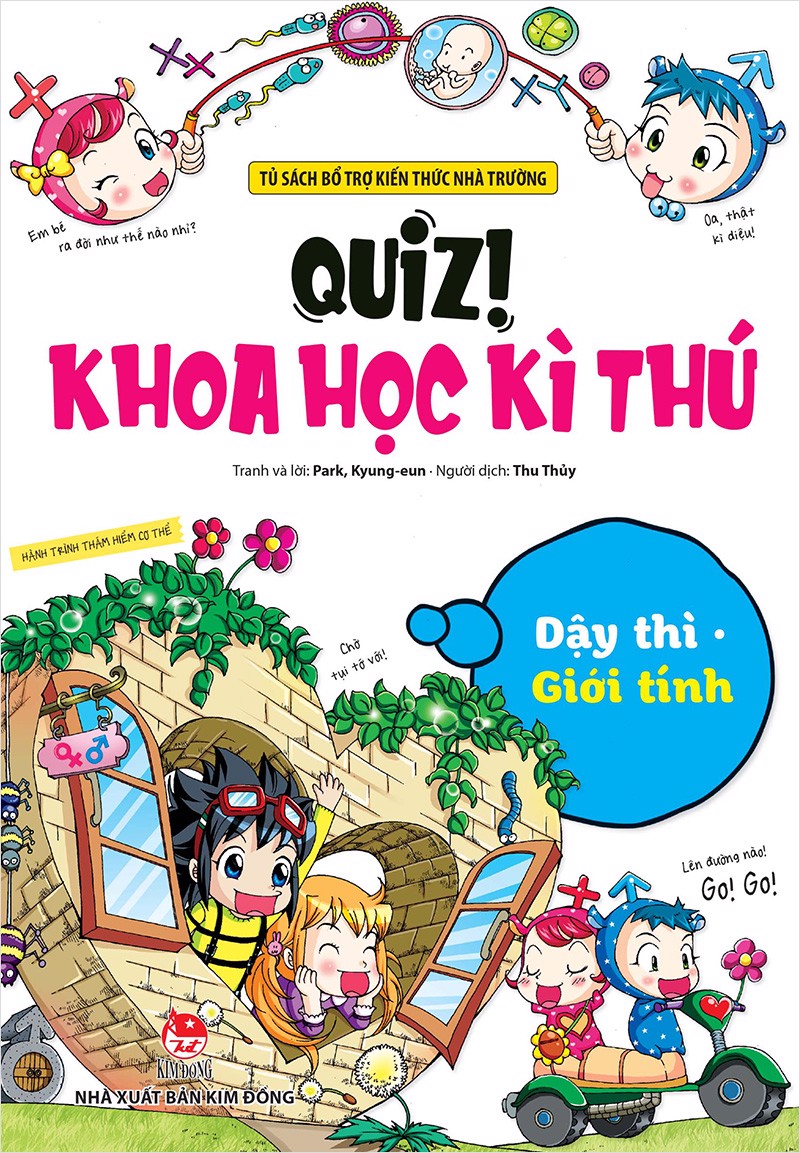 TỦ SÁCH BỔ TRỢ KIẾN THỨC NHÀ TRƯỜNG
Em bé
ra đời như thế nào nhỉ?
Oa, thật
kì diệu!
QUIZ!
KHOA HỌC KÌ THÚ
Tranh và lời: Park, Kyung-eun · Người dịch: Thu Thủy
HÀNH TRÌNH THÁM HIỂM CƠ THỂ
Chờ
tụi tớ với!
Dậy thì ·
Giới tính
Lên đường nào!
Go! Go!
KIM ĐỒNG
NHÀ XUẤT BẢN KIM ĐỒNG